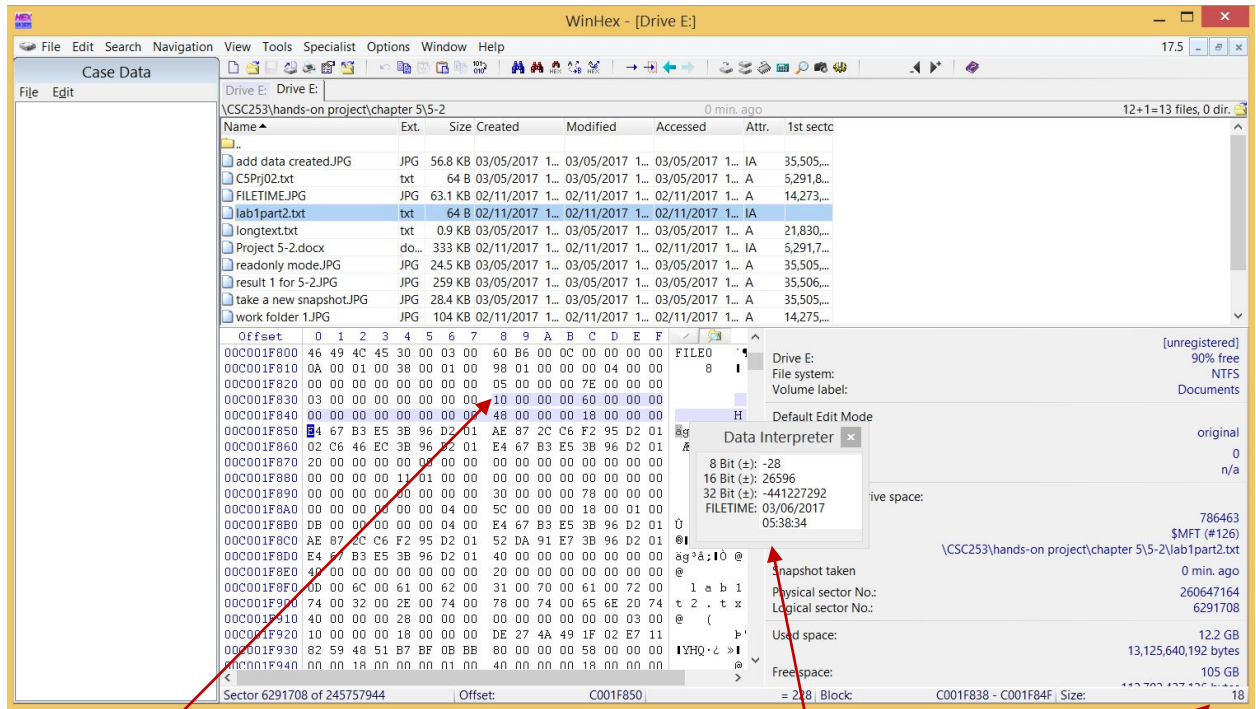 WinHex - [Drive E:]
File Edit Search Navigation View Tools Specialist Options Window Help 17.5
Case Data
File Edit
Drive E: Drive E:
\CSC253\hands-on project\chapter 5\5-2 0 min. ago 12+1=13 files, 0 dir.
Name Ext. Size Created Modified Accessed Attr. 1st sectc
..
add data created.JPG JPG 56.8 KB 03/05/2017 1... 03/05/2017 1... 03/05/2017 1... IA 35,505,...
C5Prj02.txt txt 64 B 03/05/2017 1... 03/05/2017 1... 03/05/2017 1... A 6,291,8...
FILETIME.JPG JPG 63.1 KB 02/11/2017 1... 02/11/2017 1... 02/11/2017 1... A 14,273,...
lab1part2.txt txt 64 B 02/11/2017 1... 02/11/2017 1... 02/11/2017 1... IA
longtext.txt txt 0.9 KB 03/05/2017 1... 03/05/2017 1... 03/05/2017 1... A 21,830,...
Project 5-2.docx do... 333 KB 02/11/2017 1... 02/11/2017 1... 02/11/2017 1... IA 6,291,7...
readonly mode.JPG JPG 24.5 KB 03/05/2017 1... 03/05/2017 1... 03/05/2017 1... A 35,505,...
result 1 for 5-2.JPG JPG 259 KB 03/05/2017 1... 03/05/2017 1... 03/05/2017 1... A 35,506,...
take a new snapshot.JPG JPG 28.4 KB 03/05/2017 1... 03/05/2017 1... 03/05/2017 1... A 35,505,...
work folder 1.JPG JPG 104 KB 02/11/2017 1... 02/11/2017 1... 02/11/2017 1... A 14,275,...
Offset 0 1 2 3 4 5 6 7 8 9 A B C D E F
00C001F800 46 49 4C 45 30 00 03 00 60 B6 00 0C 00 00 00 00 FILE0 `¶
00C001F810 0A 00 01 00 38 00 01 00 98 01 00 00 00 04 00 00 8
00C001F820 00 00 00 00 00 00 00 00 05 00 00 00 7E 00 00 00
00C001F830 03 00 00 00 00 00 00 00 10 00 00 00 60 00 00 00
00C001F840 00 00 00 00 00 00 00 00 48 00 00 00 18 00 00 00 H
00C001F850 E4 67 B3 E5 3B 96 D2 01 AE 87 2C C6 F2 95 D2 01 äg
00C001F860 02 C6 46 EC 3B 96 D2 01 E4 67 B3 E5 3B 96 D2 01 Æ
00C001F870 20 00 00 00 00 00 00 00 00 00 00 00 00 00 00 00
00C001F880 00 00 00 00 11 01 00 00 00 00 00 00 00 00 00 00
00C001F890 00 00 00 00 00 00 00 00 30 00 00 00 78 00 00 00
00C001F8A0 00 00 00 00 00 00 04 00 5C 00 00 00 18 00 01 00
00C001F8B0 DB 00 00 00 00 00 04 00 E4 67 B3 E5 3B 96 D2 01 Û
00C001F8C0 AE 87 2C C6 F2 95 D2 01 52 DA 91 E7 3B 96 D2 01 ®
00C001F8D0 E4 67 B3 E5 3B 96 D2 01 40 00 00 00 00 00 00 00 äg³å; Ò @
00C001F8E0 40 00 00 00 00 00 00 00 20 00 00 00 00 00 00 00 @
00C001F8F0 0D 00 6C 00 61 00 62 00 31 00 70 00 61 00 72 00 l a b 1
00C001F900 74 00 32 00 2E 00 74 00 78 00 74 00 65 6E 20 74 t 2 . t x
00C001F910 40 00 00 00 28 00 00 00 00 00 00 00 00 00 03 00 @ (
00C001F920 10 00 00 00 18 00 00 00 DE 27 4A 49 1F 02 E7 11 Þ'
00C001F930 82 59 48 51 B7 BF 0B BB 80 00 00 00 58 00 00 00 YHQ·¿ »
00C001F940 00 00 18 00 00 00 01 00 40 00 00 00 18 00 00 00 @
Data Interpreter
8 Bit (±): -28
16 Bit (±): 26596
32 Bit (±): -441227292
FILETIME: 03/06/2017
05:38:34
[unregistered]
Drive E: 90% free
File system: NTFS
Volume label: Documents
Default Edit Mode
original
0
n/a
rive space:
786463
$MFT (#126)
\CSC253\hands-on project\chapter 5\5-2\lab1part2.txt
Snapshot taken 0 min. ago
Physical sector No.: 260647164
Logical sector No.: 6291708
Used space: 12.2 GB
13,125,640,192 bytes
Free space: 105 GB
Sector 6291708 of 245757944 Offset: C001F850 = 228 Block: C001F838 - C001F84F Size: 18